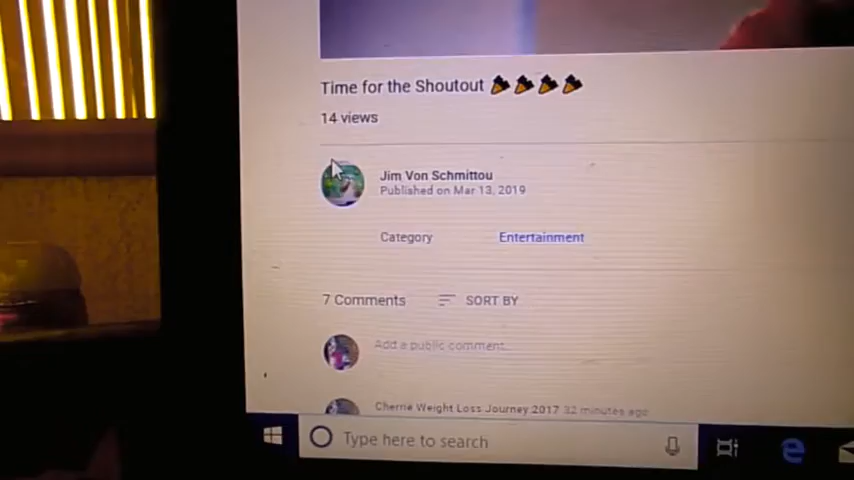 Time for the Shoutout
14 views
Jim Von Schmittou
Published on Mar 13, 2019
Category Entertainment
7 Comments SORT BY
Add a public comment...
Cherrie Weight Loss Journey 2017 32 minutes ago
Type here to search